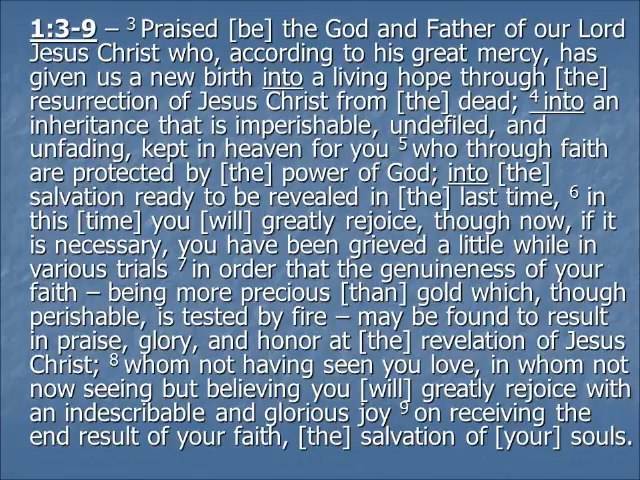 1:3-9 – 3 Praised [be] the God and Father of our Lord
Jesus Christ who, according to his great mercy, has
given us a new birth into a living hope through [the]
resurrection of Jesus Christ from [the] dead; 4 into an
inheritance that is imperishable, undefiled, and
unfading, kept in heaven for you 5 who through faith
are protected by [the] power of God; into [the]
salvation ready to be revealed in [the] last time, 6 in
this [time] you [will] greatly rejoice, though now, if it
is necessary, you have been grieved a little while in
various trials 7 in order that the genuineness of your
faith – being more precious [than] gold which, though
perishable, is tested by fire – may be found to result
in praise, glory, and honor at [the] revelation of Jesus
Christ; 8 whom not having seen you love, in whom not
now seeing but believing you [will] greatly rejoice with
an indescribable and glorious joy 9 on receiving the
end result of your faith, [the] salvation of [your] souls.